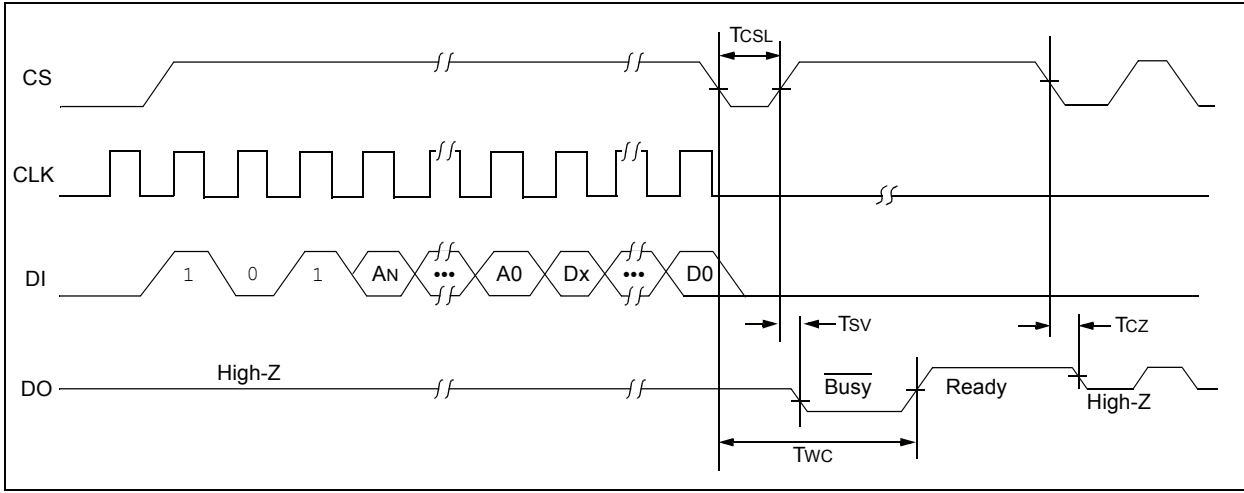 TCSL
CS
CLK
DI
1 0 1 AN ••• A0 Dx ••• D0
TSV
TCZ
DO
High-Z
Busy
Ready
High-Z
TWC